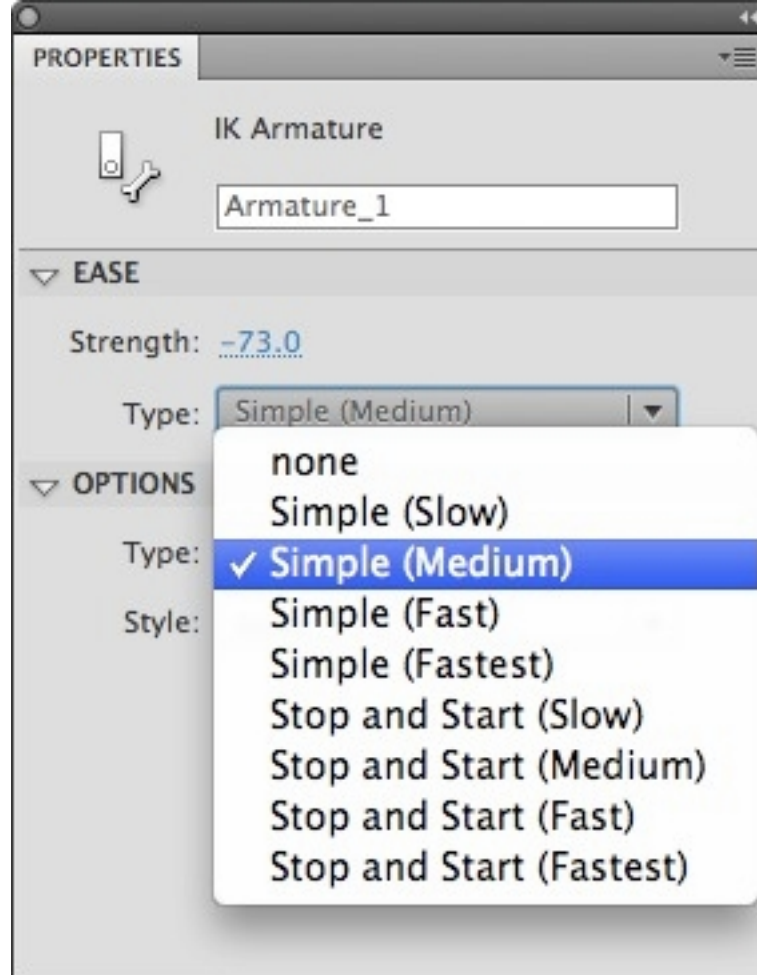 PROPERTIES
IK Armature
Armature_1
EASE
Strength: -73.0
Type: Simple (Medium)
none
Simple (Slow)
OPTIONS
Type: ✓ Simple (Medium)
Simple (Fast)
Style:
Simple (Fastest)
Stop and Start (Slow)
Stop and Start (Medium)
Stop and Start (Fast)
Stop and Start (Fastest)